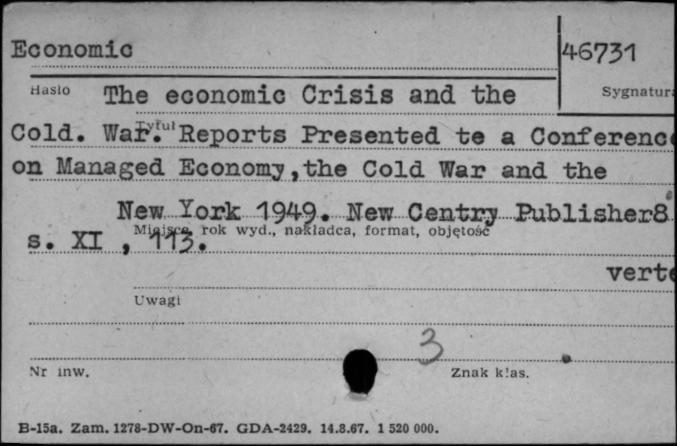 Economic
46731
Hasło The economic Crisis and the Sygnatura
Tytuł
Cold. War. Reports Presented te a Conference
on Managed Economy,the Cold War and the
New York 1949. New Centry Publisher8°
Miejsce, rok wyd., nakładca, format, objętość
s. XI , 113.
verte
Uwagi
3
Nr inw. Znak klas.
B-15a. Zam. 1278-DW-On-67. GDA-2429. 14.8.67. 1 520 000.